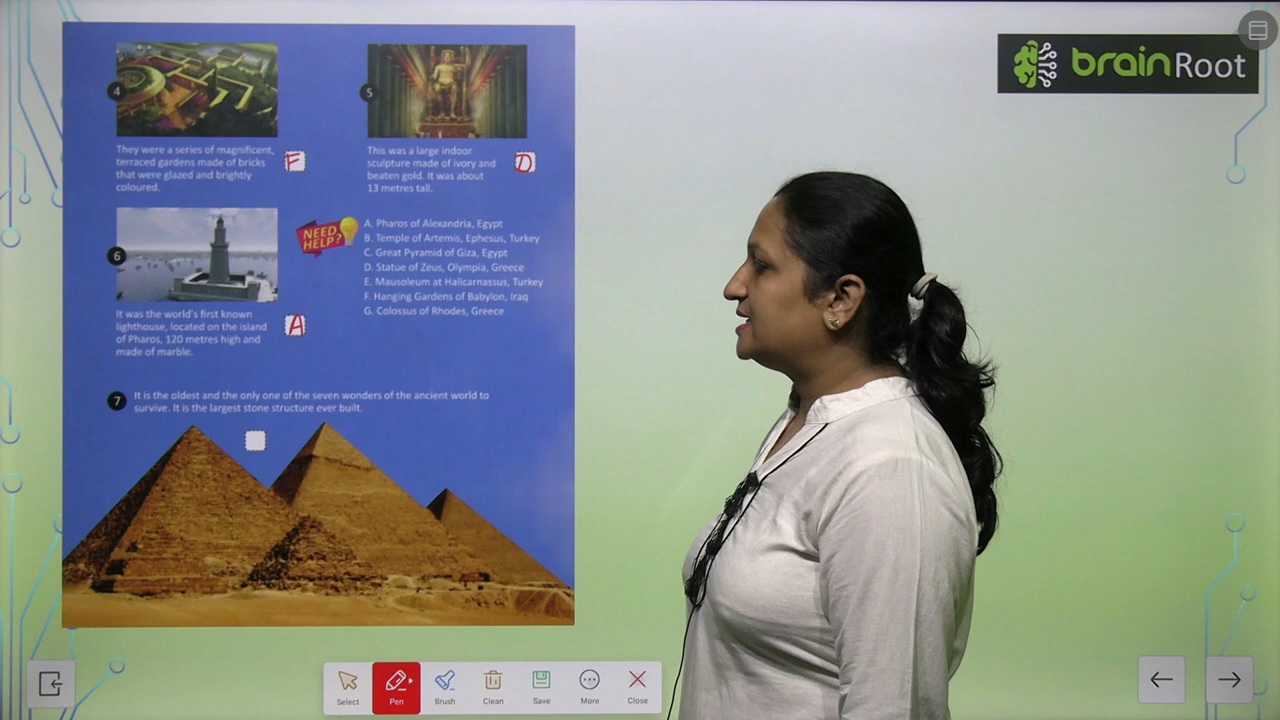 brainRoot
4
They were a series of magnificent,
terraced gardens made of bricks
that were glazed and brightly
coloured.
F
5
This was a large indoor
sculpture made of ivory and
beaten gold. It was about
13 metres tall.
D
6
It was the world's first known
lighthouse, located on the island
of Pharos, 120 metres high and
made of marble.
A
NEED
HELP?
A. Pharos of Alexandria, Egypt
B. Temple of Artemis, Ephesus, Turkey
C. Great Pyramid of Giza, Egypt
D. Statue of Zeus, Olympia, Greece
E. Mausoleum at Halicarnassus, Turkey
F. Hanging Gardens of Babylon, Iraq
G. Colossus of Rhodes, Greece
7
It is the oldest and the only one of the seven wonders of the ancient world to
survive. It is the largest stone structure ever built.
Select
Pen
Brush
Clean
Save
More
Close